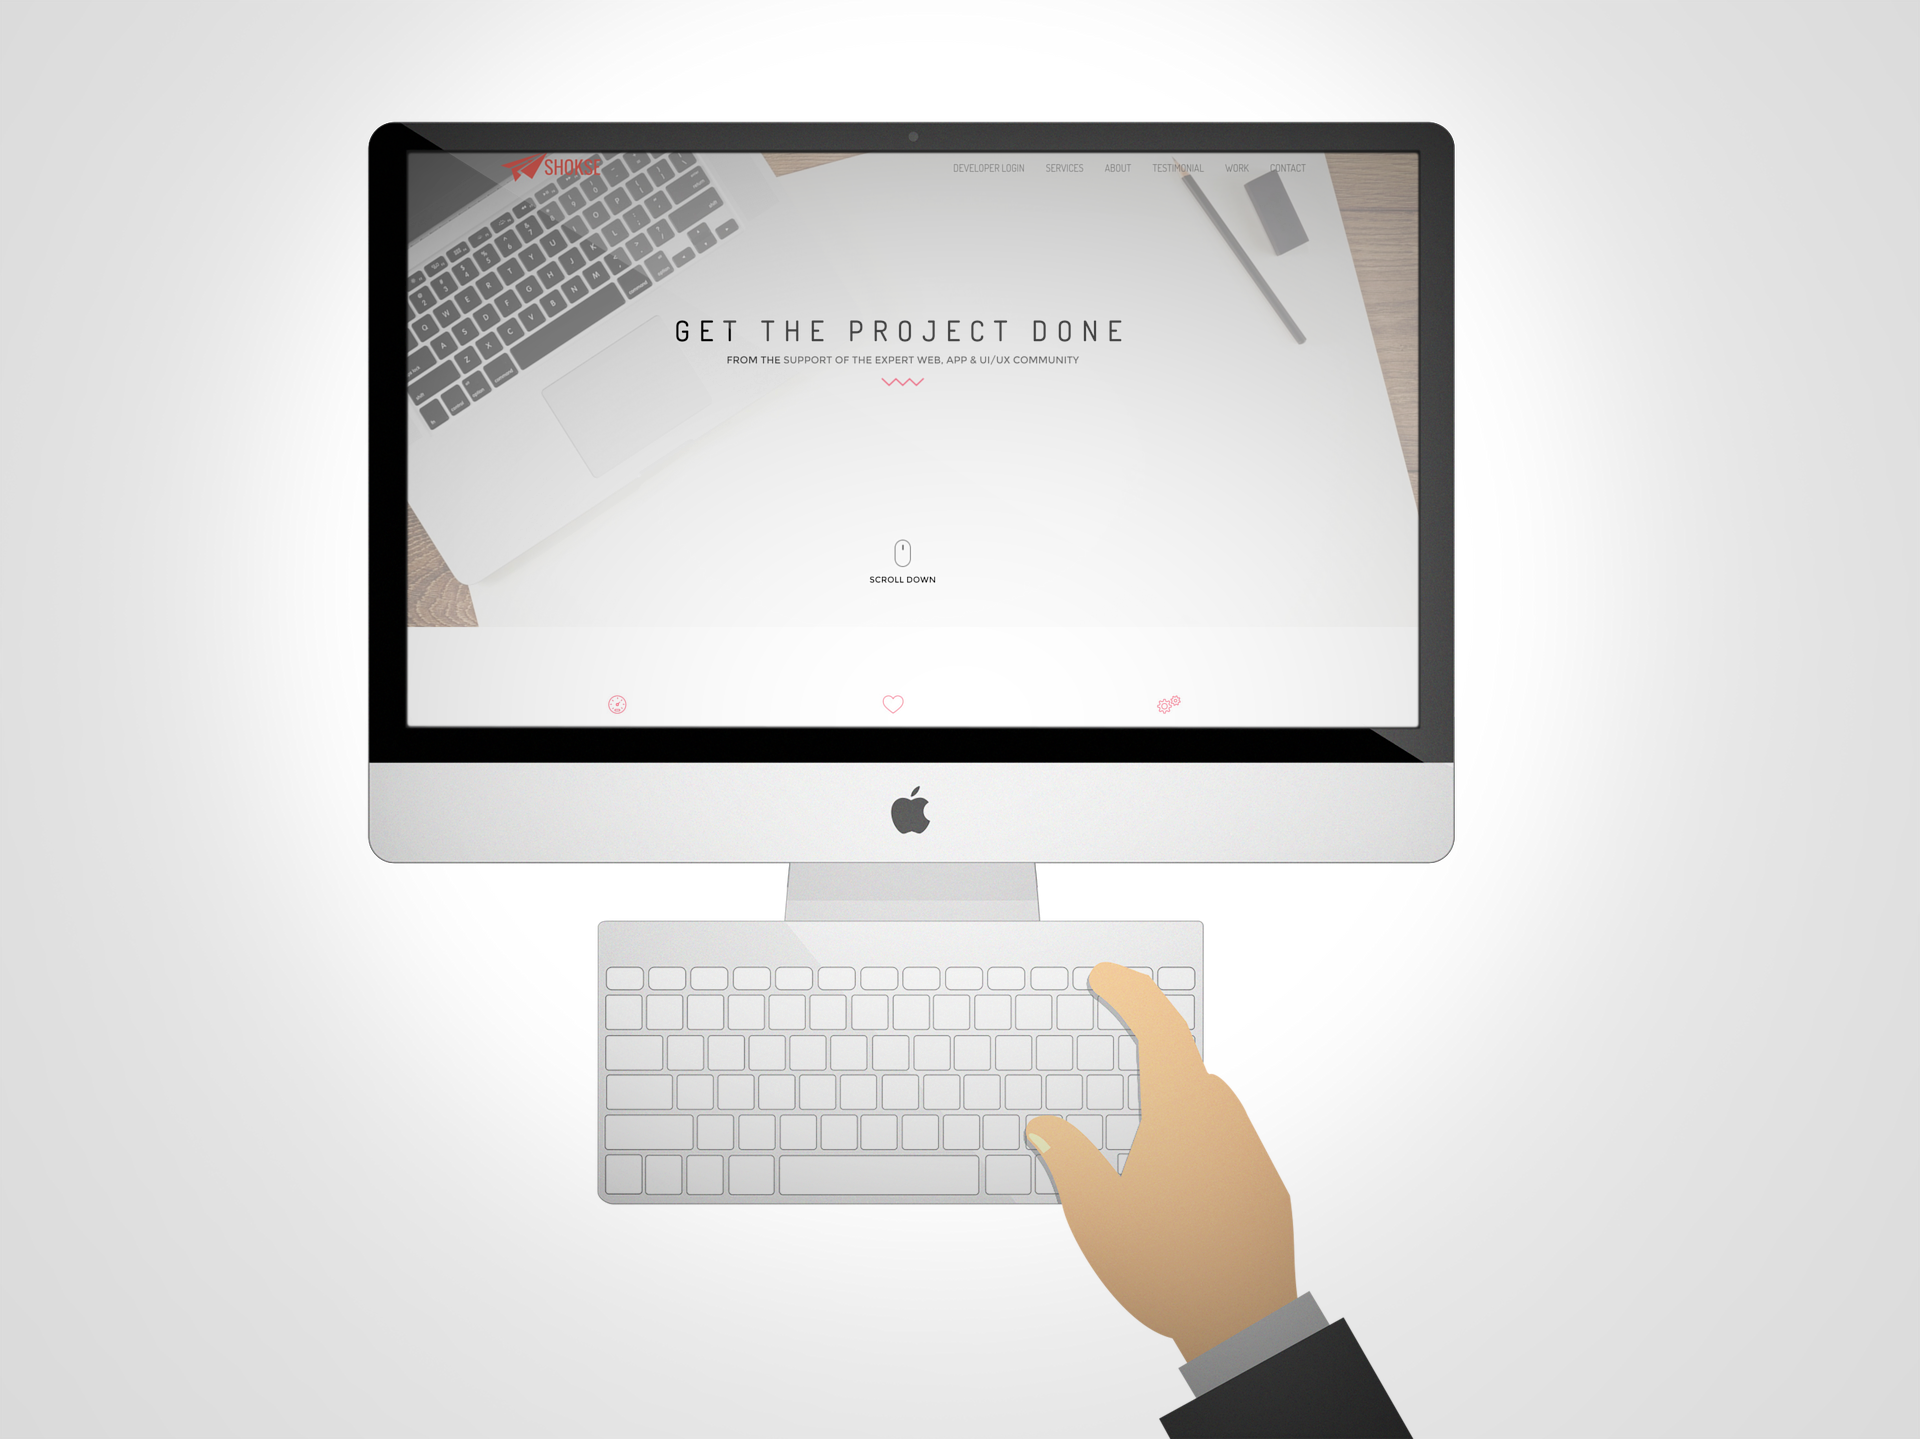 SHOKSE
DEVELOPER LOGIN SERVICES ABOUT TESTIMONIAL WORK CONTACT
GET THE PROJECT DONE
FROM THE SUPPORT OF THE EXPERT WEB, APP & UI/UX COMMUNITY
SCROLL DOWN